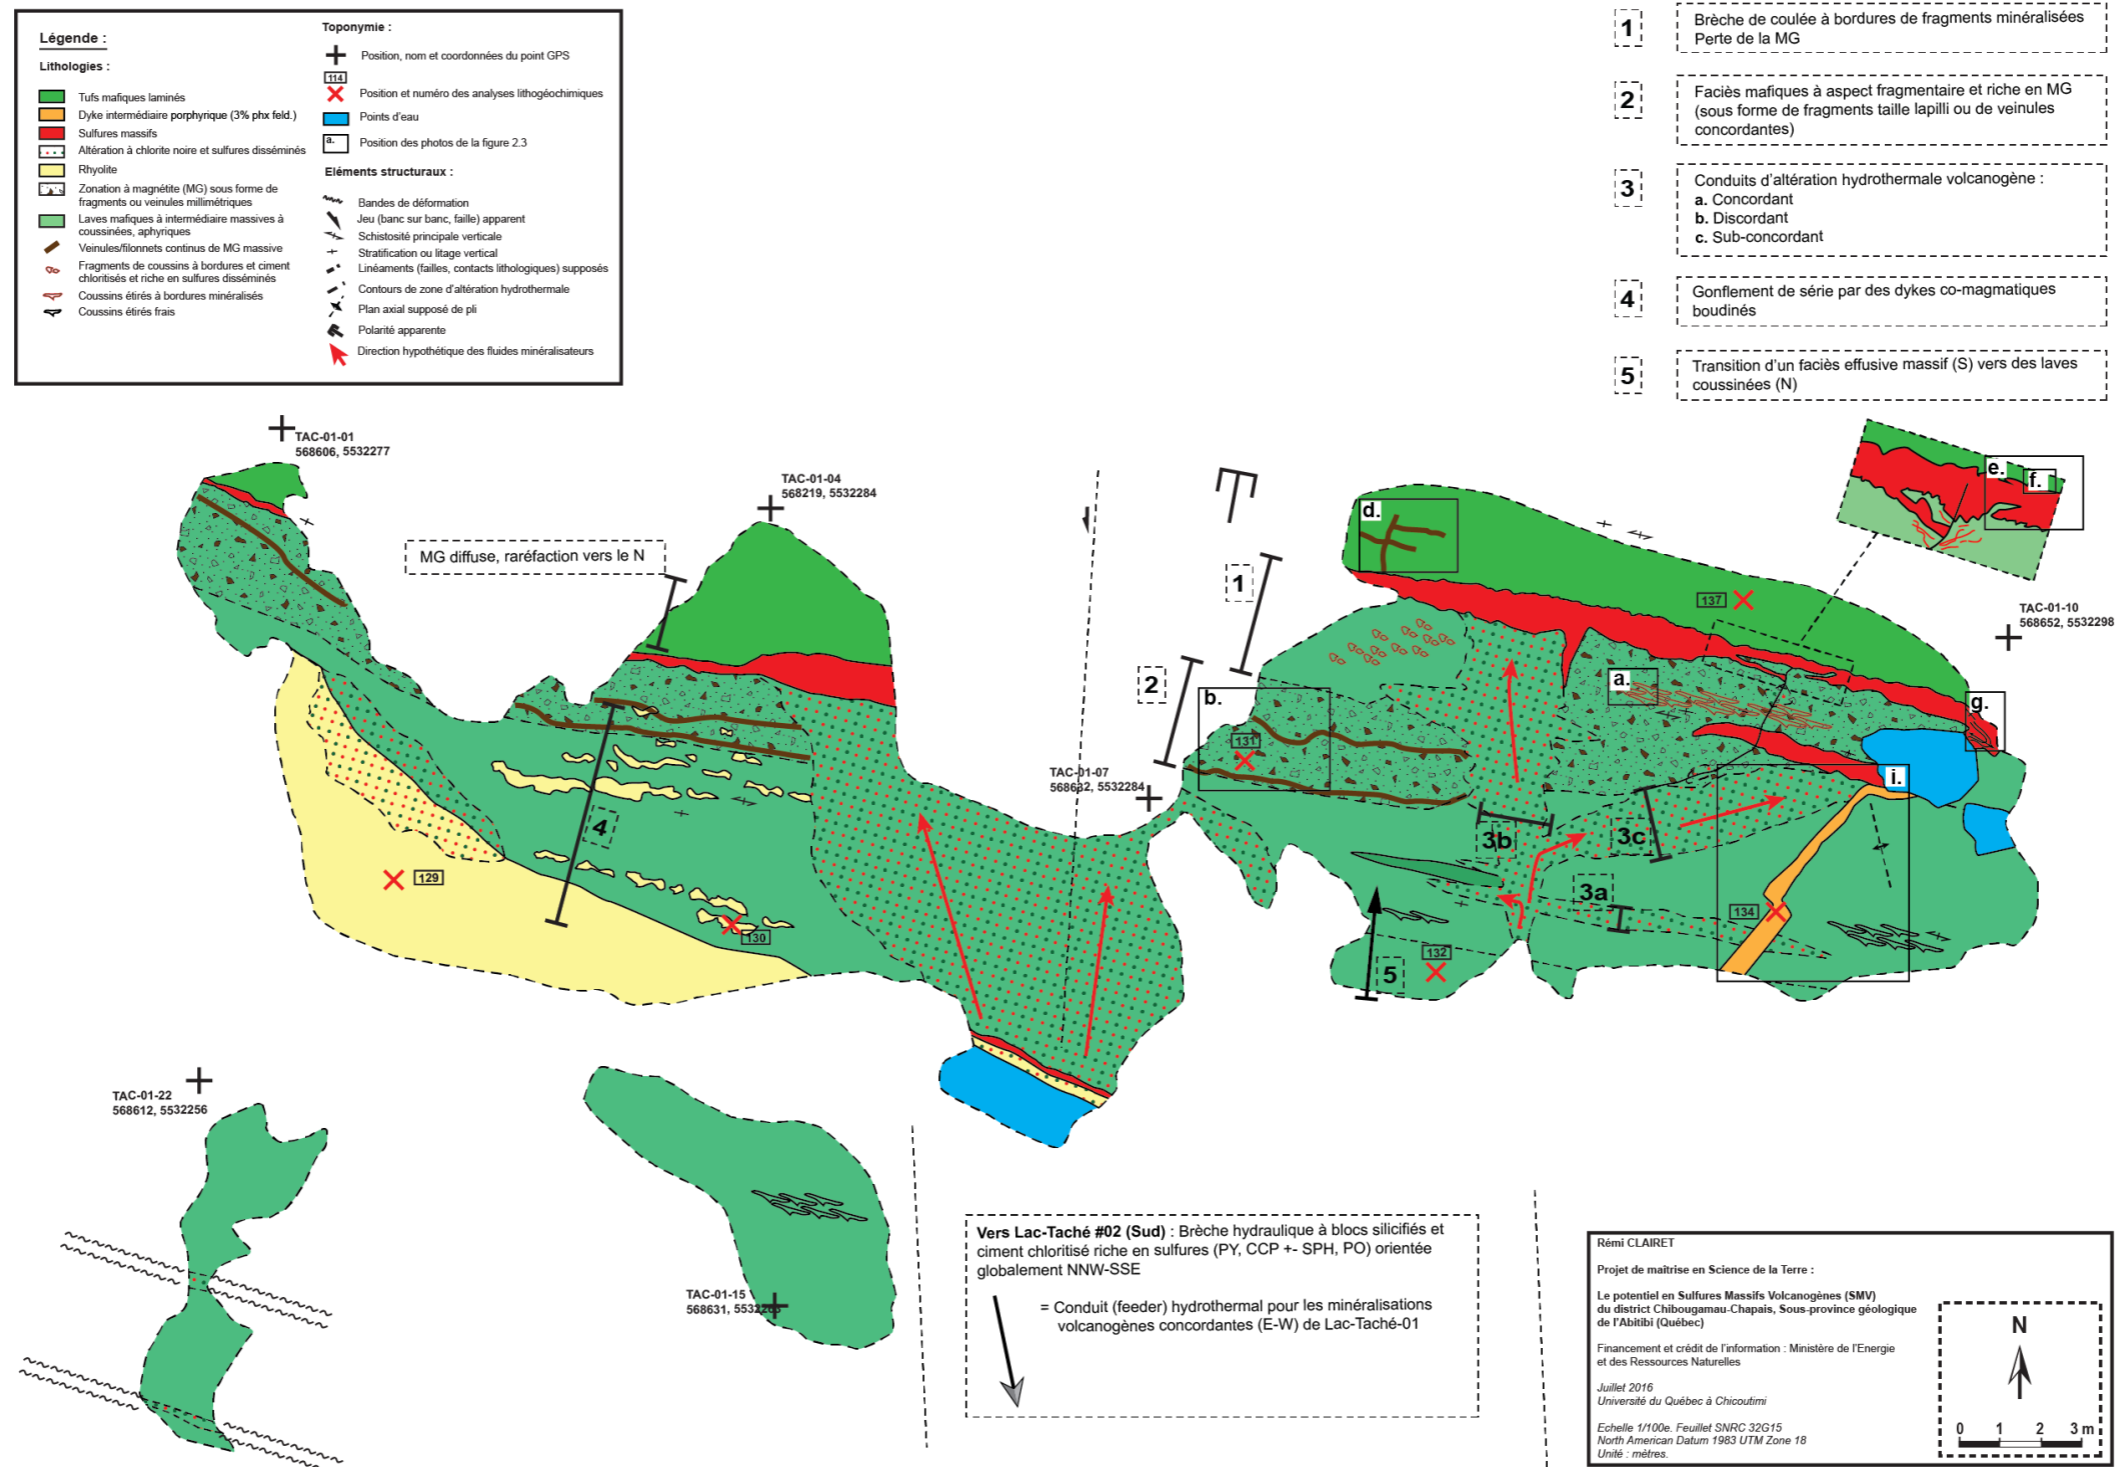 Légende :
Lithologies :
Tufs mafiques laminés
Dyke intermédiaire porphyrique (3% phx feld.)
Sulfures massifs
Altération à chlorite noire et sulfures disséminés
Rhyolite
Zonation à magnétite (MG) sous forme de
fragments ou veinules millimétriques
Laves mafiques à intermédiaire massives à
coussinées, aphyriques
Veinules/filonnets continus de MG massive
Fragments de coussins à bordures et ciment
chloritisés et riche en sulfures disséminés
Coussins étirés à bordures minéralisés
Coussins étirés frais
Toponymie :
Position, nom et coordonnées du point GPS
114
Position et numéro des analyses lithogéochimiques
Points d'eau
a.
Position des photos de la figure 2.3
Eléments structuraux :
Bandes de déformation
Jeu (banc sur banc, faille) apparent
Schistosité principale verticale
Stratification ou litage vertical
Linéaments (failles, contacts lithologiques) supposés
Contours de zone d'altération hydrothermale
Plan axial supposé de pli
Polarité apparente
Direction hypothétique des fluides minéralisateurs
1
Brèche de coulée à bordures de fragments minéralisées
Perte de la MG
2
Faciès mafiques à aspect fragmentaire et riche en MG
(sous forme de fragments taille lapilli ou de veinules
concordantes)
3
Conduits d'altération hydrothermale volcanogène :
a. Concordant
b. Discordant
c. Sub-concordant
4
Gonflement de série par des dykes co-magmatiques
boudinés
5
Transition d'un faciès effusive massif (S) vers des laves
coussinées (N)
TAC-01-01
568606, 5532277
TAC-01-04
568219, 5532284
MG diffuse, raréfaction vers le N
d.
e.
f.
1
137
TAC-01-10
568652, 5532298
2
b.
a.
g.
131
TAC-01-07
568632, 5532284
i.
4
3b
3c
129
3a
134
130
132
5
TAC-01-22
568612, 5532256
TAC-01-15
568631,
Vers Lac-Taché #02 (Sud) : Brèche hydraulique à blocs silicifiés et
ciment chloritisé riche en sulfures (PY, CCP +- SPH, PO) orientée
globalement NNW-SSE
= Conduit (feeder) hydrothermal pour les minéralisations
volcanogènes concordantes (E-W) de Lac-Taché-01
Rémi CLAIRET
Projet de maîtrise en Science de la Terre :
Le potentiel en Sulfures Massifs Volcanogènes (SMV)
du district Chibougamau-Chapais, Sous-province géologique
de l'Abitibi (Québec)
Financement et crédit de l'information : Ministère de l'Energie
et des Ressources Naturelles
Juillet 2016
Université du Québec à Chicoutimi
Echelle 1/100e. Feuillet SNRC 32G15
North American Datum 1983 UTM Zone 18
Unité : mètres.
N
0 1 2 3 m